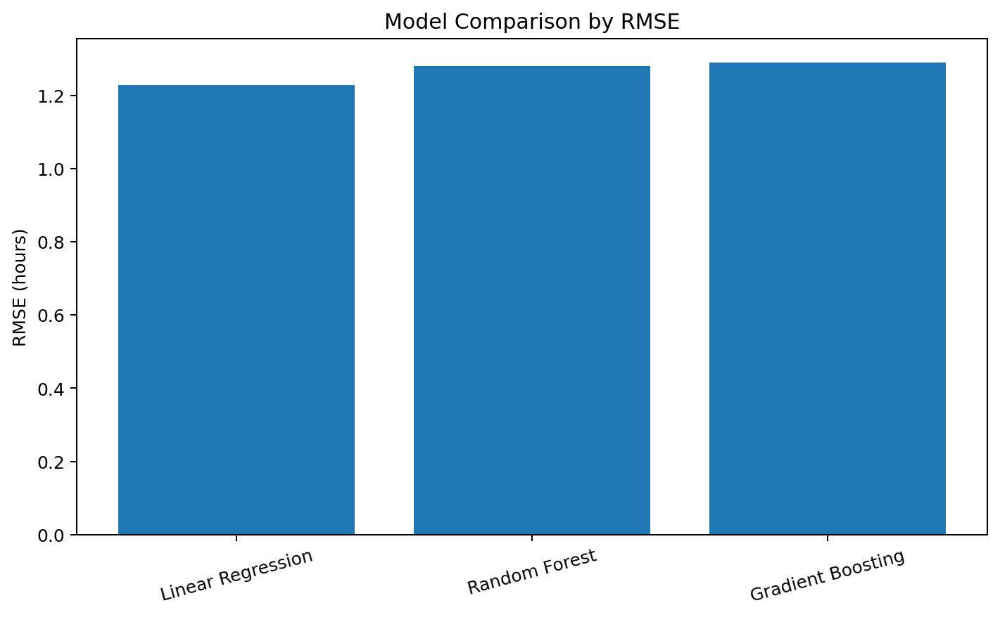 Model Comparison by RMSE
RMSE (hours)
1.2
1.0
0.8
0.6
0.4
0.2
0.0
Linear Regression
Random Forest
Gradient Boosting